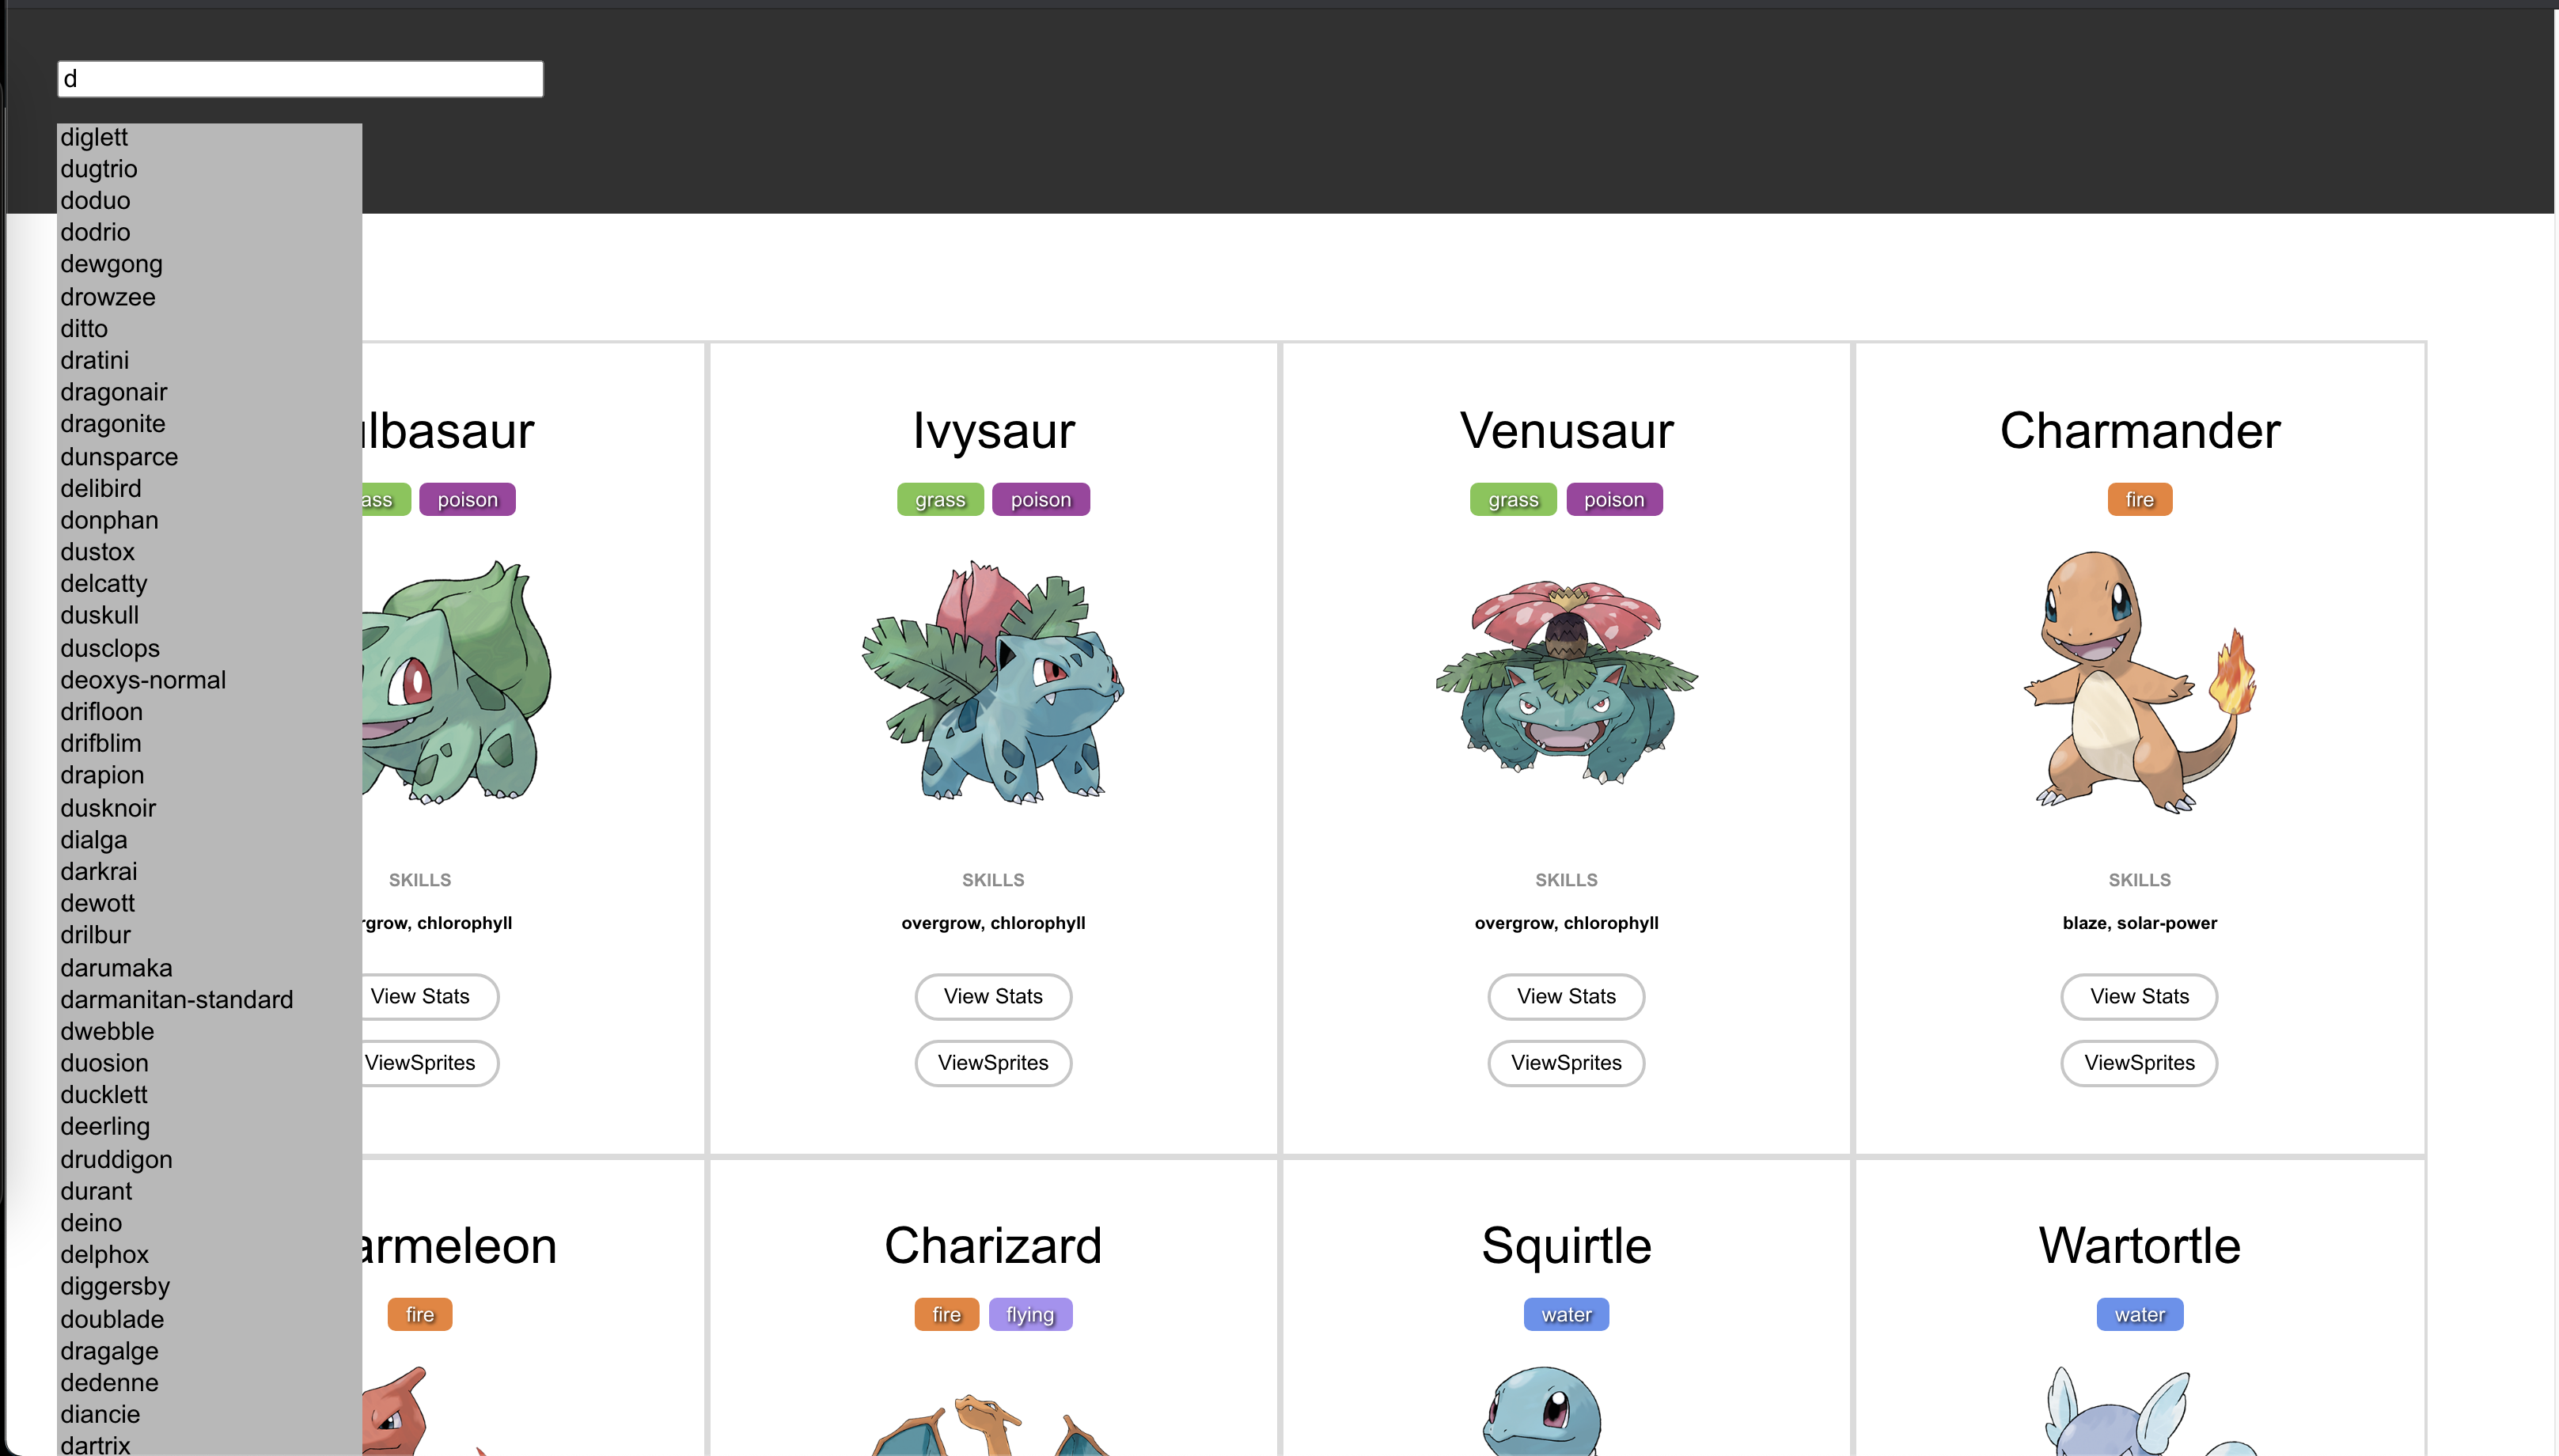 d
diglett
dugtrio
doduo
dodrio
dewgong
drowzee
ditto
dratini
dragonair
dragonite
dunsparce
delibird
donphan
dustox
delcatty
duskull
dusclops
deoxys-normal
drifloon
drifblim
drapion
dusknoir
dialga
darkrai
dewott
drilbur
darumaka
darmanitan-standard
dwebble
duosion
ducklett
deerling
druddigon
durant
deino
delphox
diggersby
doublade
dragalge
dedenne
diancie
dartrix
lbasaur
ass poison
SKILLS
rgrow, chlorophyll
View Stats
ViewSprites
Ivysaur
grass poison
SKILLS
overgrow, chlorophyll
View Stats
ViewSprites
Venusaur
grass poison
SKILLS
overgrow, chlorophyll
View Stats
ViewSprites
Charmander
fire
SKILLS
blaze, solar-power
View Stats
ViewSprites
armeleon
fire
Charizard
fire flying
Squirtle
water
Wartortle
water